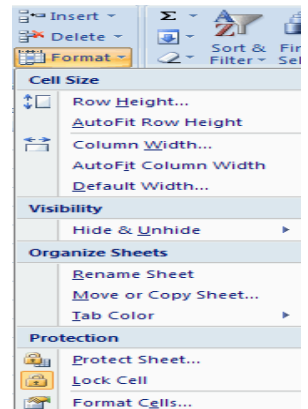 Insert
Delete
Format
Σ
Sort &
Filter
Cell Size
Row Height...
AutoFit Row Height
Column Width...
AutoFit Column Width
Default Width...
Visibility
Hide & Unhide
Organize Sheets
Rename Sheet
Move or Copy Sheet...
Tab Color
Protection
Protect Sheet...
Lock Cell
Format Cells...